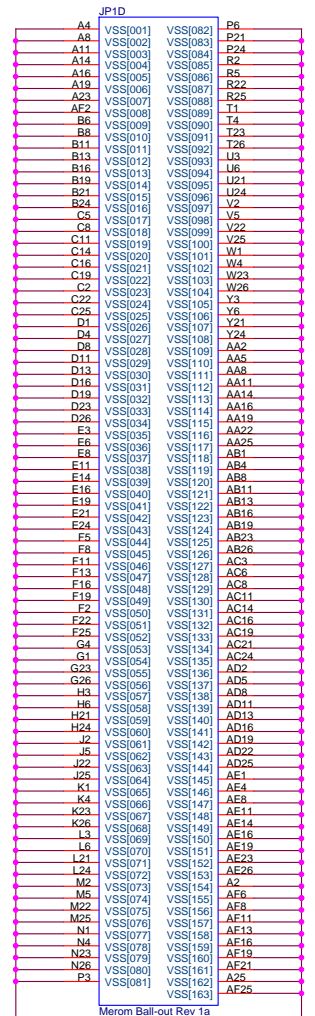 JP1D
A4 VSS[001] VSS[082] P6
A8 VSS[002] VSS[083] P21
A11 VSS[003] VSS[084] P24
A14 VSS[004] VSS[085] R2
A16 VSS[005] VSS[086] R5
A19 VSS[006] VSS[087] R22
A23 VSS[007] VSS[088] R25
AF2 VSS[008] VSS[089] T1
B6 VSS[009] VSS[090] T4
B8 VSS[010] VSS[091] T23
B11 VSS[011] VSS[092] T26
B13 VSS[012] VSS[093] U3
B16 VSS[013] VSS[094] U6
B19 VSS[014] VSS[095] U21
B21 VSS[015] VSS[096] U24
B24 VSS[016] VSS[097] V2
C5 VSS[017] VSS[098] V5
C8 VSS[018] VSS[099] V22
C11 VSS[019] VSS[100] V25
C14 VSS[020] VSS[101] W1
C16 VSS[021] VSS[102] W4
C19 VSS[022] VSS[103] W23
C2 VSS[023] VSS[104] W26
C22 VSS[024] VSS[105] Y3
C25 VSS[025] VSS[106] Y6
D1 VSS[026] VSS[107] Y21
D4 VSS[027] VSS[108] Y24
D8 VSS[028] VSS[109] AA2
D11 VSS[029] VSS[110] AA5
D13 VSS[030] VSS[111] AA8
D16 VSS[031] VSS[112] AA11
D19 VSS[032] VSS[113] AA14
D23 VSS[033] VSS[114] AA16
D26 VSS[034] VSS[115] AA19
E3 VSS[035] VSS[116] AA22
E6 VSS[036] VSS[117] AA25
E8 VSS[037] VSS[118] AB1
E11 VSS[038] VSS[119] AB4
E14 VSS[039] VSS[120] AB8
E16 VSS[040] VSS[121] AB11
E19 VSS[041] VSS[122] AB13
E21 VSS[042] VSS[123] AB16
E24 VSS[043] VSS[124] AB19
F5 VSS[044] VSS[125] AB23
F8 VSS[045] VSS[126] AB26
F11 VSS[046] VSS[127] AC3
F13 VSS[047] VSS[128] AC6
F16 VSS[048] VSS[129] AC8
F19 VSS[049] VSS[130] AC11
F2 VSS[050] VSS[131] AC14
F22 VSS[051] VSS[132] AC16
F25 VSS[052] VSS[133] AC19
G4 VSS[053] VSS[134] AC21
G1 VSS[054] VSS[135] AC24
G23 VSS[055] VSS[136] AD2
G26 VSS[056] VSS[137] AD5
H3 VSS[057] VSS[138] AD8
H6 VSS[058] VSS[139] AD11
H21 VSS[059] VSS[140] AD13
H24 VSS[060] VSS[141] AD16
J2 VSS[061] VSS[142] AD19
J5 VSS[062] VSS[143] AD22
J22 VSS[063] VSS[144] AD25
J25 VSS[064] VSS[145] AE1
K1 VSS[065] VSS[146] AE4
K4 VSS[066] VSS[147] AE8
K23 VSS[067] VSS[148] AE11
K26 VSS[068] VSS[149] AE14
L3 VSS[069] VSS[150] AE16
L6 VSS[070] VSS[151] AE19
L21 VSS[071] VSS[152] AE23
L24 VSS[072] VSS[153] AE26
M2 VSS[073] VSS[154] A2
M5 VSS[074] VSS[155] AF6
M22 VSS[075] VSS[156] AF8
M25 VSS[076] VSS[157] AF11
N1 VSS[077] VSS[158] AF13
N4 VSS[078] VSS[159] AF16
N23 VSS[079] VSS[160] AF19
N26 VSS[080] VSS[161] AF21
P3 VSS[081] VSS[162] A25
VSS[163] AF25
Merom Ball-out Rev 1a